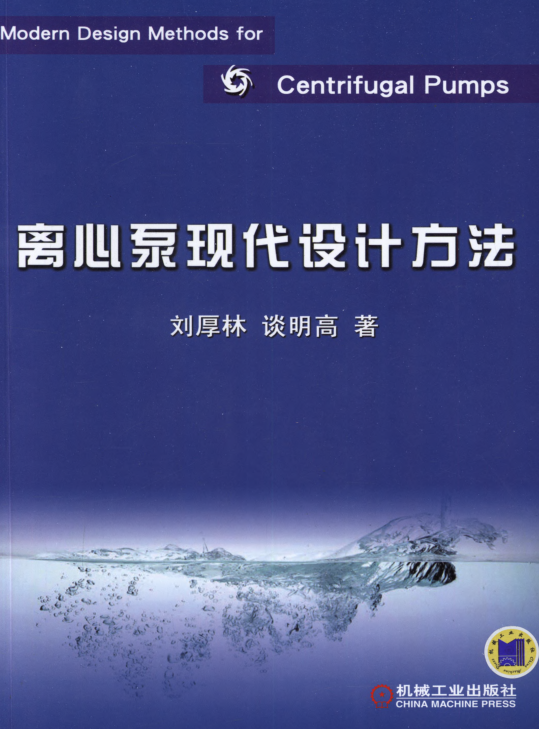 Modern Design Methods for
Centrifugal Pumps
离心泵现代设计方法
刘厚林 谈明高 著
机械工业出版社
CHINA MACHINE PRESS